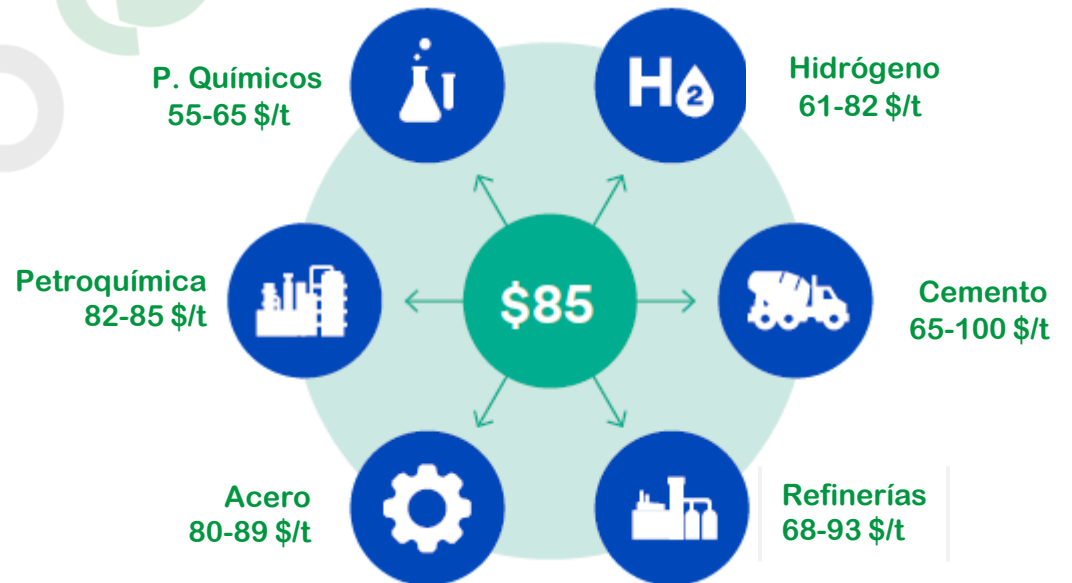 P. Químicos
55-65 $/t
H2
Hidrógeno
61-82 $/t
Petroquímica
82-85 $/t
$85
Cemento
65-100 $/t
Acero
80-89 $/t
Refinerías
68-93 $/t